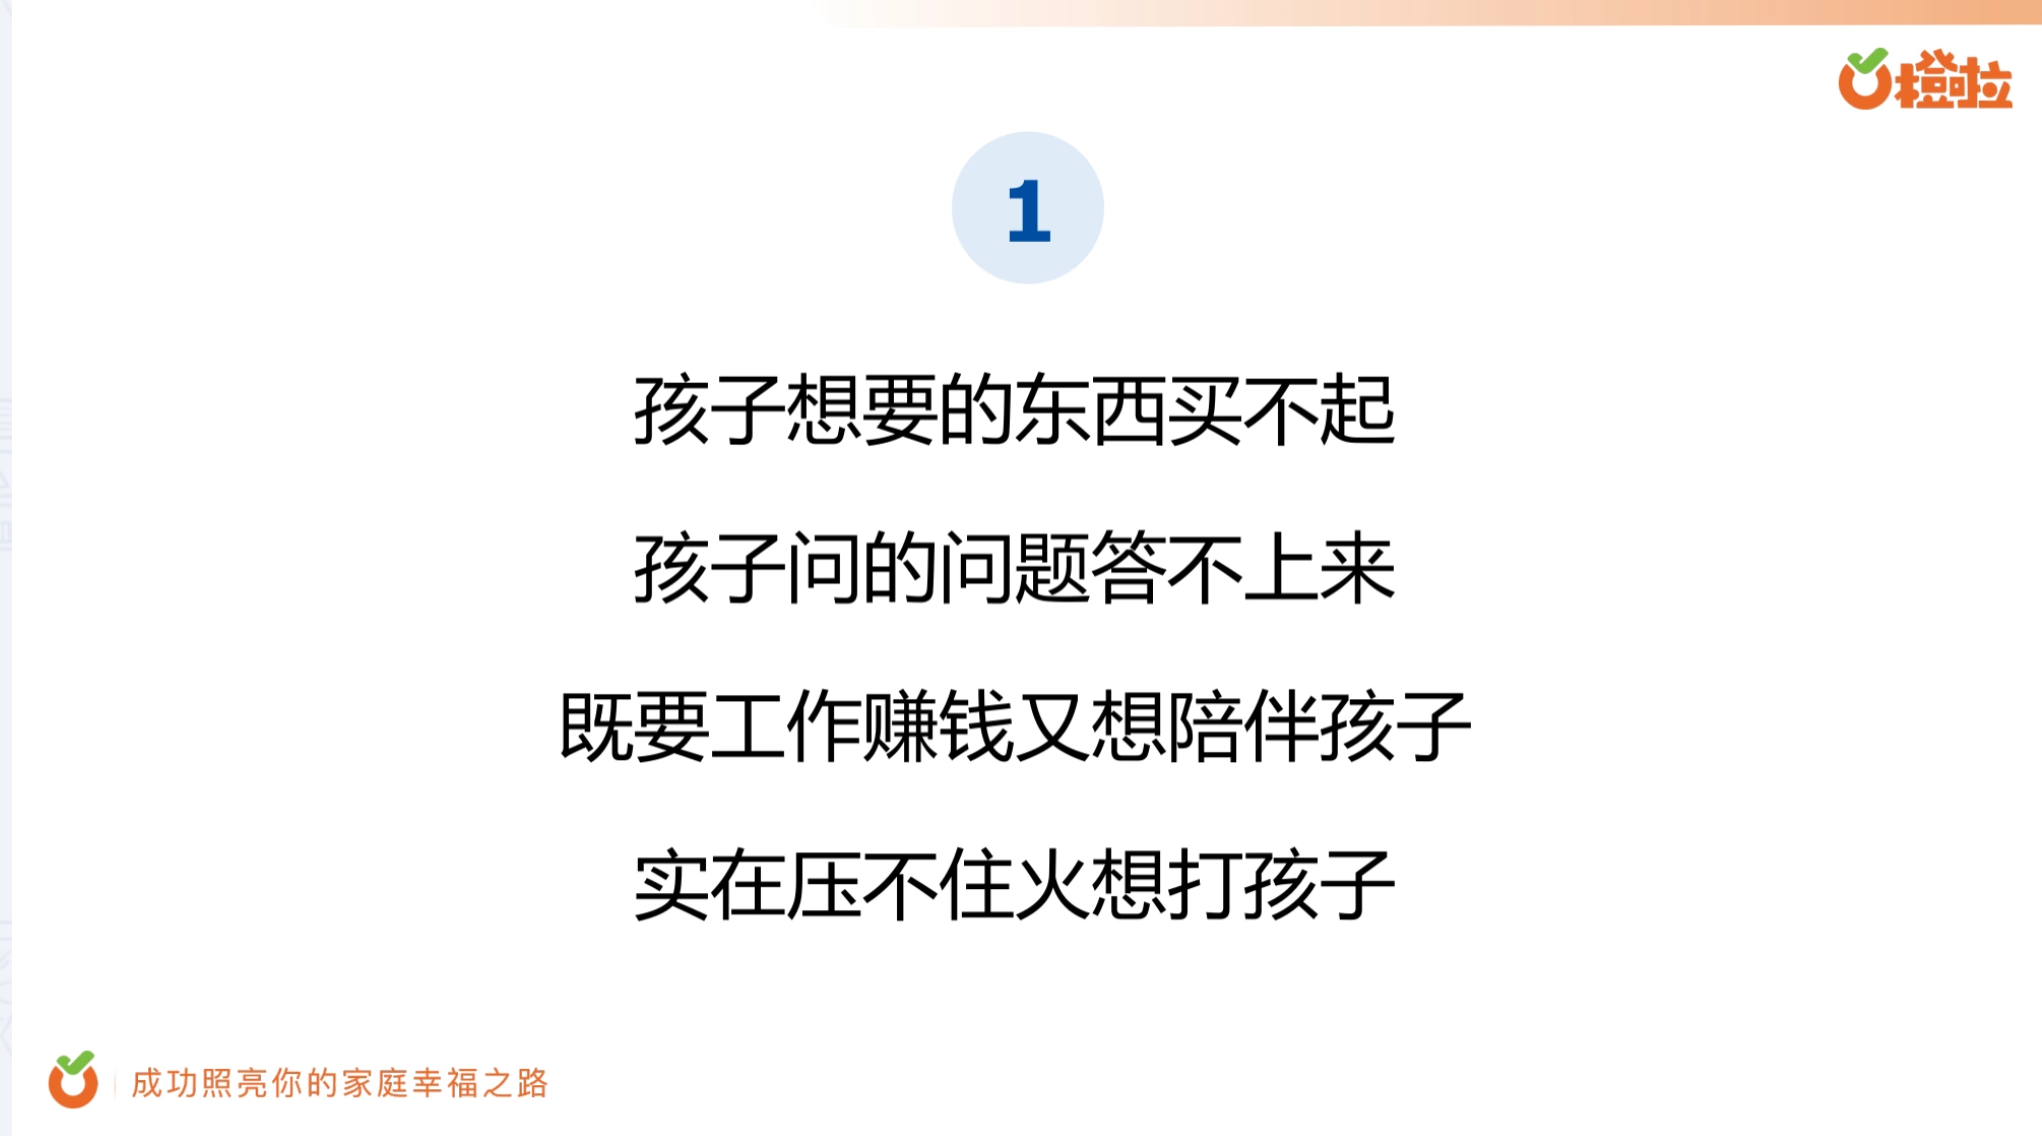 橙啦
1
孩子想要的东西买不起
孩子问的问题答不上来
既要工作赚钱又想陪伴孩子
实在压不住火想打孩子
成功照亮你的家庭幸福之路